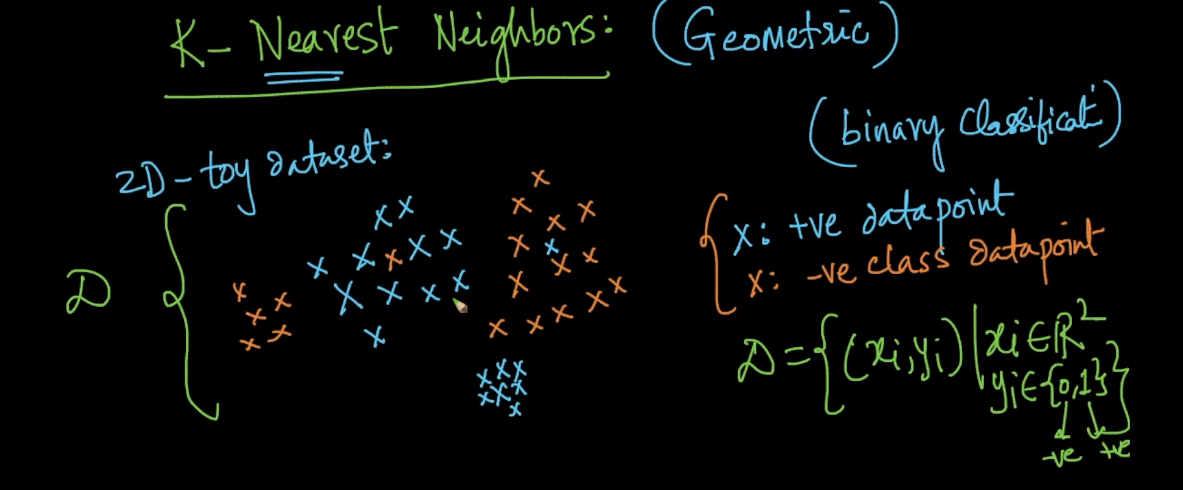 K- Nearest Neighbors: (Geometric)
(binary Classificatⁿ)
2D-toy dataset:
x: +ve datapoint
x: -ve class datapoint
D
D = {(xi, yi) | xi ∈ ℝ²
yi ∈ {0,1}}
-ve +ve